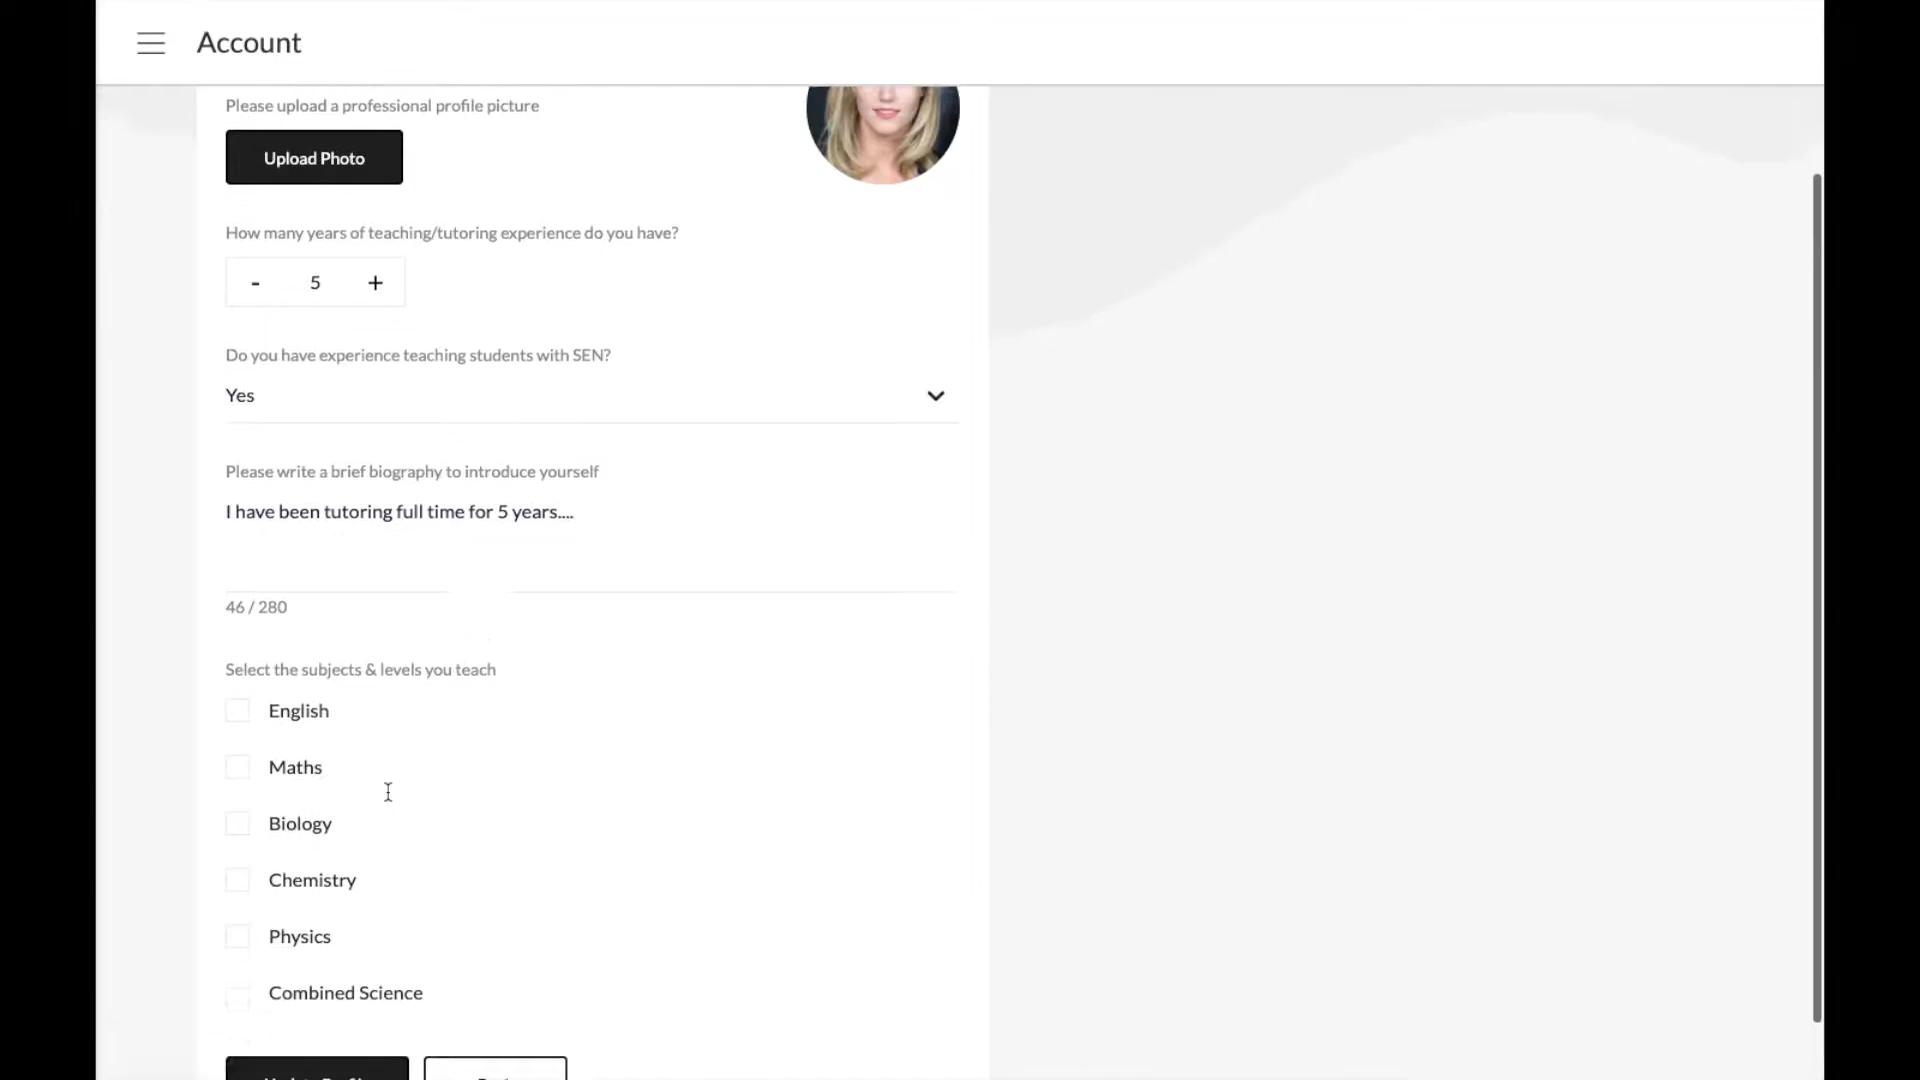 Account
Please upload a professional profile picture
Upload Photo
How many years of teaching/tutoring experience do you have?
- 5 +
Do you have experience teaching students with SEN?
Yes
Please write a brief biography to introduce yourself
I have been tutoring full time for 5 years....
46 / 280
Select the subjects & levels you teach
English
Maths
Biology
Chemistry
Physics
Combined Science